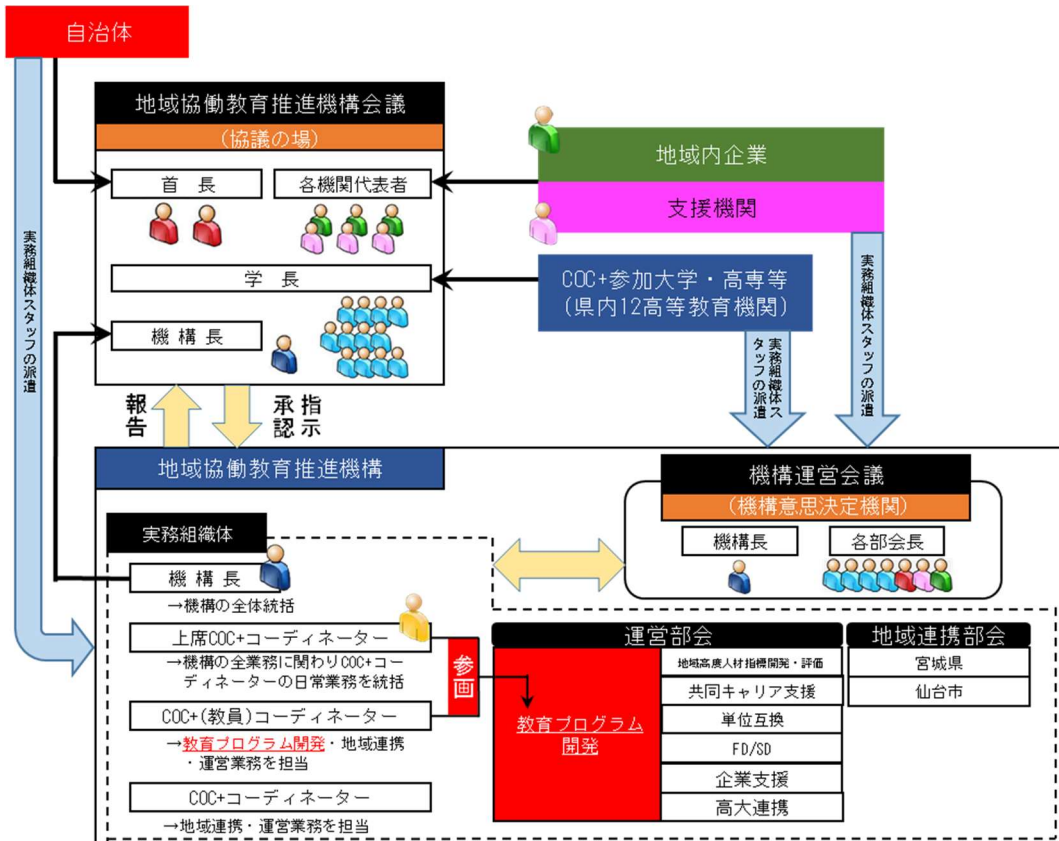 自治体
地域協働教育推進機構会議
(協議の場)
首 長
各機関代表者
学 長
機 構 長
地域内企業
支援機関
COC+参加大学・高専等
(県内12高等教育機関)
実務組織体スタッフの派遣
実務組織体ス
タッフの派遣
実務組織体スタッフの派遣
報告
承認
指示
地域協働教育推進機構
機構運営会議
(機構意思決定機関)
機構長
各部会長
実務組織体
機 構 長
→機構の全体統括
上席COC+コーディネーター
→機構の全業務に関わりCOC+コー
ディネーターの日常業務を統括
COC+(教員)コーディネーター
→教育プログラム開発・地域連携
・運営業務を担当
COC+コーディネーター
→地域連携・運営業務を担当
参画
運営部会
教育プログラム
開発
地域高度人材指標開発・評価
共同キャリア支援
単位互換
FD/SD
企業支援
高大連携
地域連携部会
宮城県
仙台市